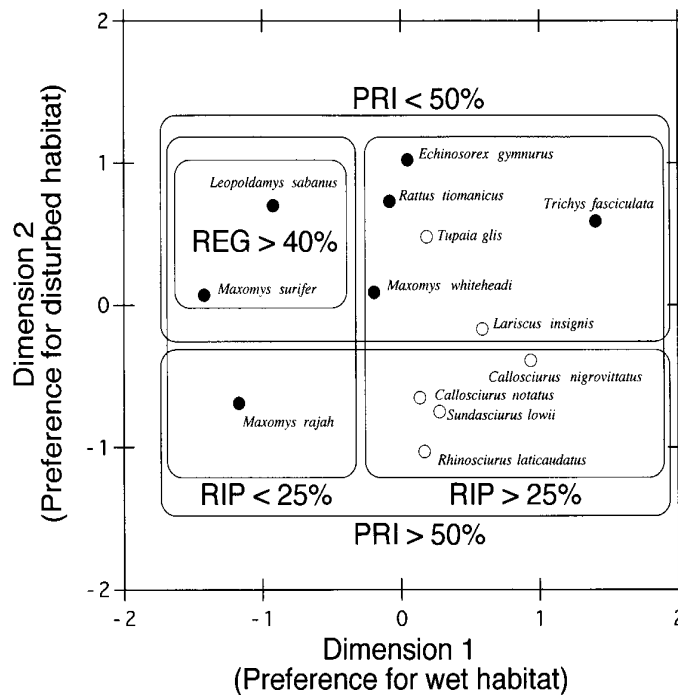 2
PRI < 50%
1
Echinosorex gymnurus
Leopoldamys sabanus
Rattus tiomanicus
Trichys fasciculata
REG > 40%
Tupaia glis
Maxomys surifer
Maxomys whiteheadi
0
Lariscus insignis
Callosciurus nigrovittatus
Callosciurus notatus
Maxomys rajah
Sundasciurus lowii
-1
Rhinosciurus laticaudatus
RIP < 25%
RIP > 25%
PRI > 50%
-2
-2
-1
0
1
2
Dimension 2
(Preference for disturbed habitat)
Dimension 1
(Preference for wet habitat)